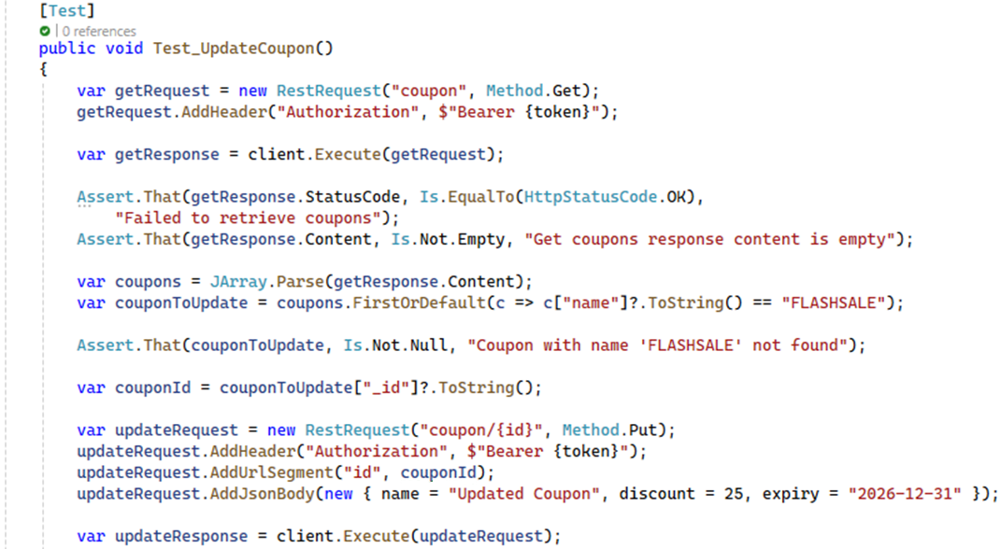 [Test]
| 0 references
public void Test_UpdateCoupon()
{
var getRequest = new RestRequest("coupon", Method.Get);
getRequest.AddHeader("Authorization", $"Bearer {token}");
var getResponse = client.Execute(getRequest);
Assert.That(getResponse.StatusCode, Is.EqualTo(HttpStatusCode.OK),
"Failed to retrieve coupons");
Assert.That(getResponse.Content, Is.Not.Empty, "Get coupons response content is empty");
var coupons = JArray.Parse(getResponse.Content);
var couponToUpdate = coupons.FirstOrDefault(c => c["name"]?.ToString() == "FLASHSALE");
Assert.That(couponToUpdate, Is.Not.Null, "Coupon with name 'FLASHSALE' not found");
var couponId = couponToUpdate["_id"]?.ToString();
var updateRequest = new RestRequest("coupon/{id}", Method.Put);
updateRequest.AddHeader("Authorization", $"Bearer {token}");
updateRequest.AddUrlSegment("id", couponId);
updateRequest.AddJsonBody(new { name = "Updated Coupon", discount = 25, expiry = "2026-12-31" });
var updateResponse = client.Execute(updateRequest);